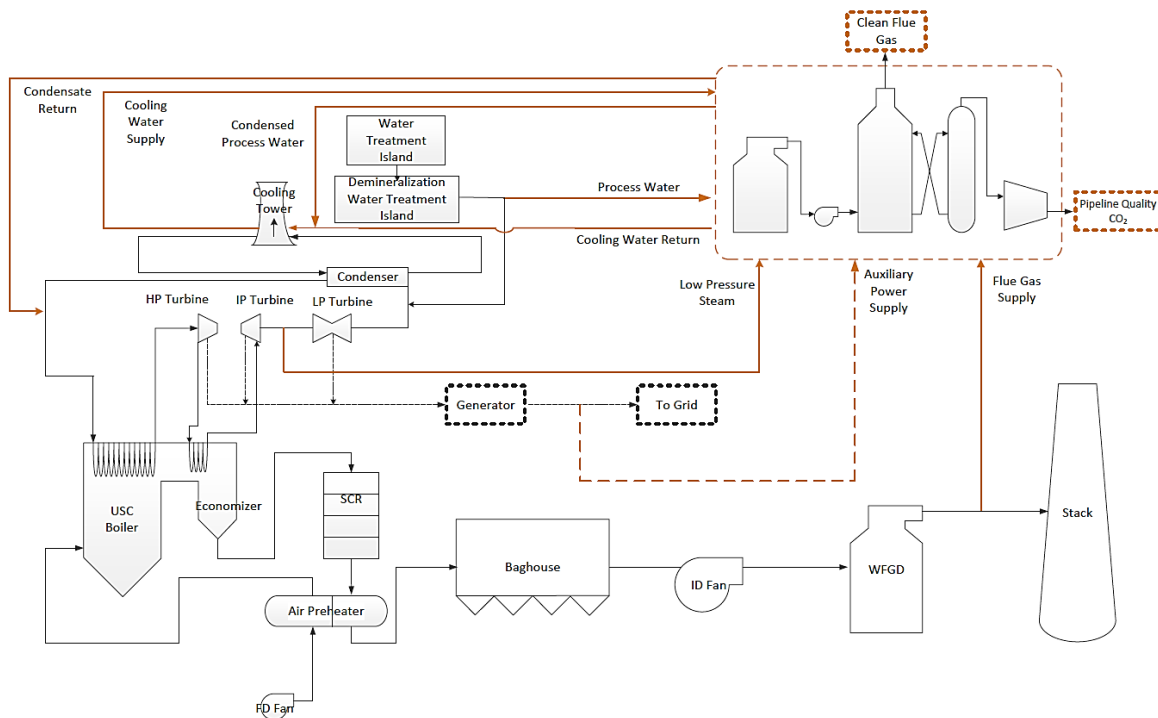 Clean Flue
Gas
Condensate
Return
Cooling
Water
Supply
Condensed
Process Water
Water
Treatment
Island
Demineralization
Water Treatment
Island
Cooling
Tower
Process Water
Cooling Water Return
Pipeline Quality
CO₂
Condenser
HP Turbine
IP Turbine
LP Turbine
Low Pressure
Steam
Auxiliary
Power
Supply
Flue Gas
Supply
Generator
To Grid
USC
Boiler
Economizer
SCR
Baghouse
ID Fan
WFGD
Stack
Air Preheater
FD Fan